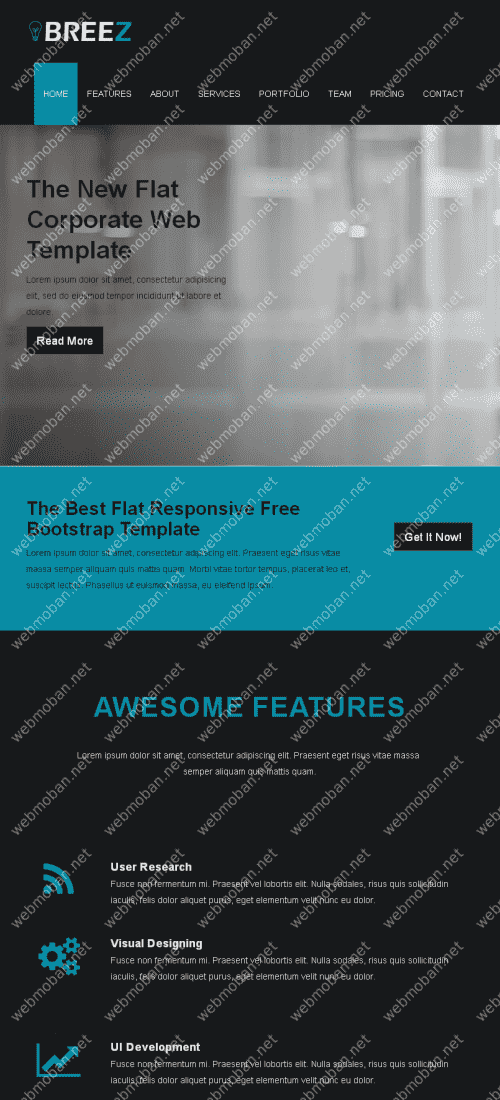 BREEZ
HOME FEATURES ABOUT SERVICES PORTFOLIO TEAM PRICING CONTACT
The New Flat
Corporate Web
Template
Lorem ipsum dolor sit amet, consectetur adipisicing
elit, sed do eiusmod tempor incididunt ut labore et
dolore.
Read More
The Best Flat Responsive Free
Bootstrap Template
Lorem ipsum dolor sit amet, consectetur adipiscing elit. Praesent eget risus vitae
massa semper aliquam quis mattis quam. Morbi vitae tortor tempus, placerat leo et,
suscipit lectus. Phasellus ut euismod massa, eu eleifend ipsum.
Get It Now!
AWESOME FEATURES
Lorem ipsum dolor sit amet, consectetur adipiscing elit. Praesent eget risus vitae massa
semper aliquam quis mattis quam.
User Research
Fusce non fermentum mi. Praesent vel lobortis elit. Nulla sodales, risus quis sollicitudin
iaculis, felis dolor aliquet purus, eget elementum velit nunc eu dolor.
Visual Designing
Fusce non fermentum mi. Praesent vel lobortis elit. Nulla sodales, risus quis sollicitudin
iaculis, felis dolor aliquet purus, eget elementum velit nunc eu dolor.
UI Development
Fusce non fermentum mi. Praesent vel lobortis elit. Nulla sodales, risus quis sollicitudin
iaculis, felis dolor aliquet purus, eget elementum velit nunc eu dolor.
webmoban.net